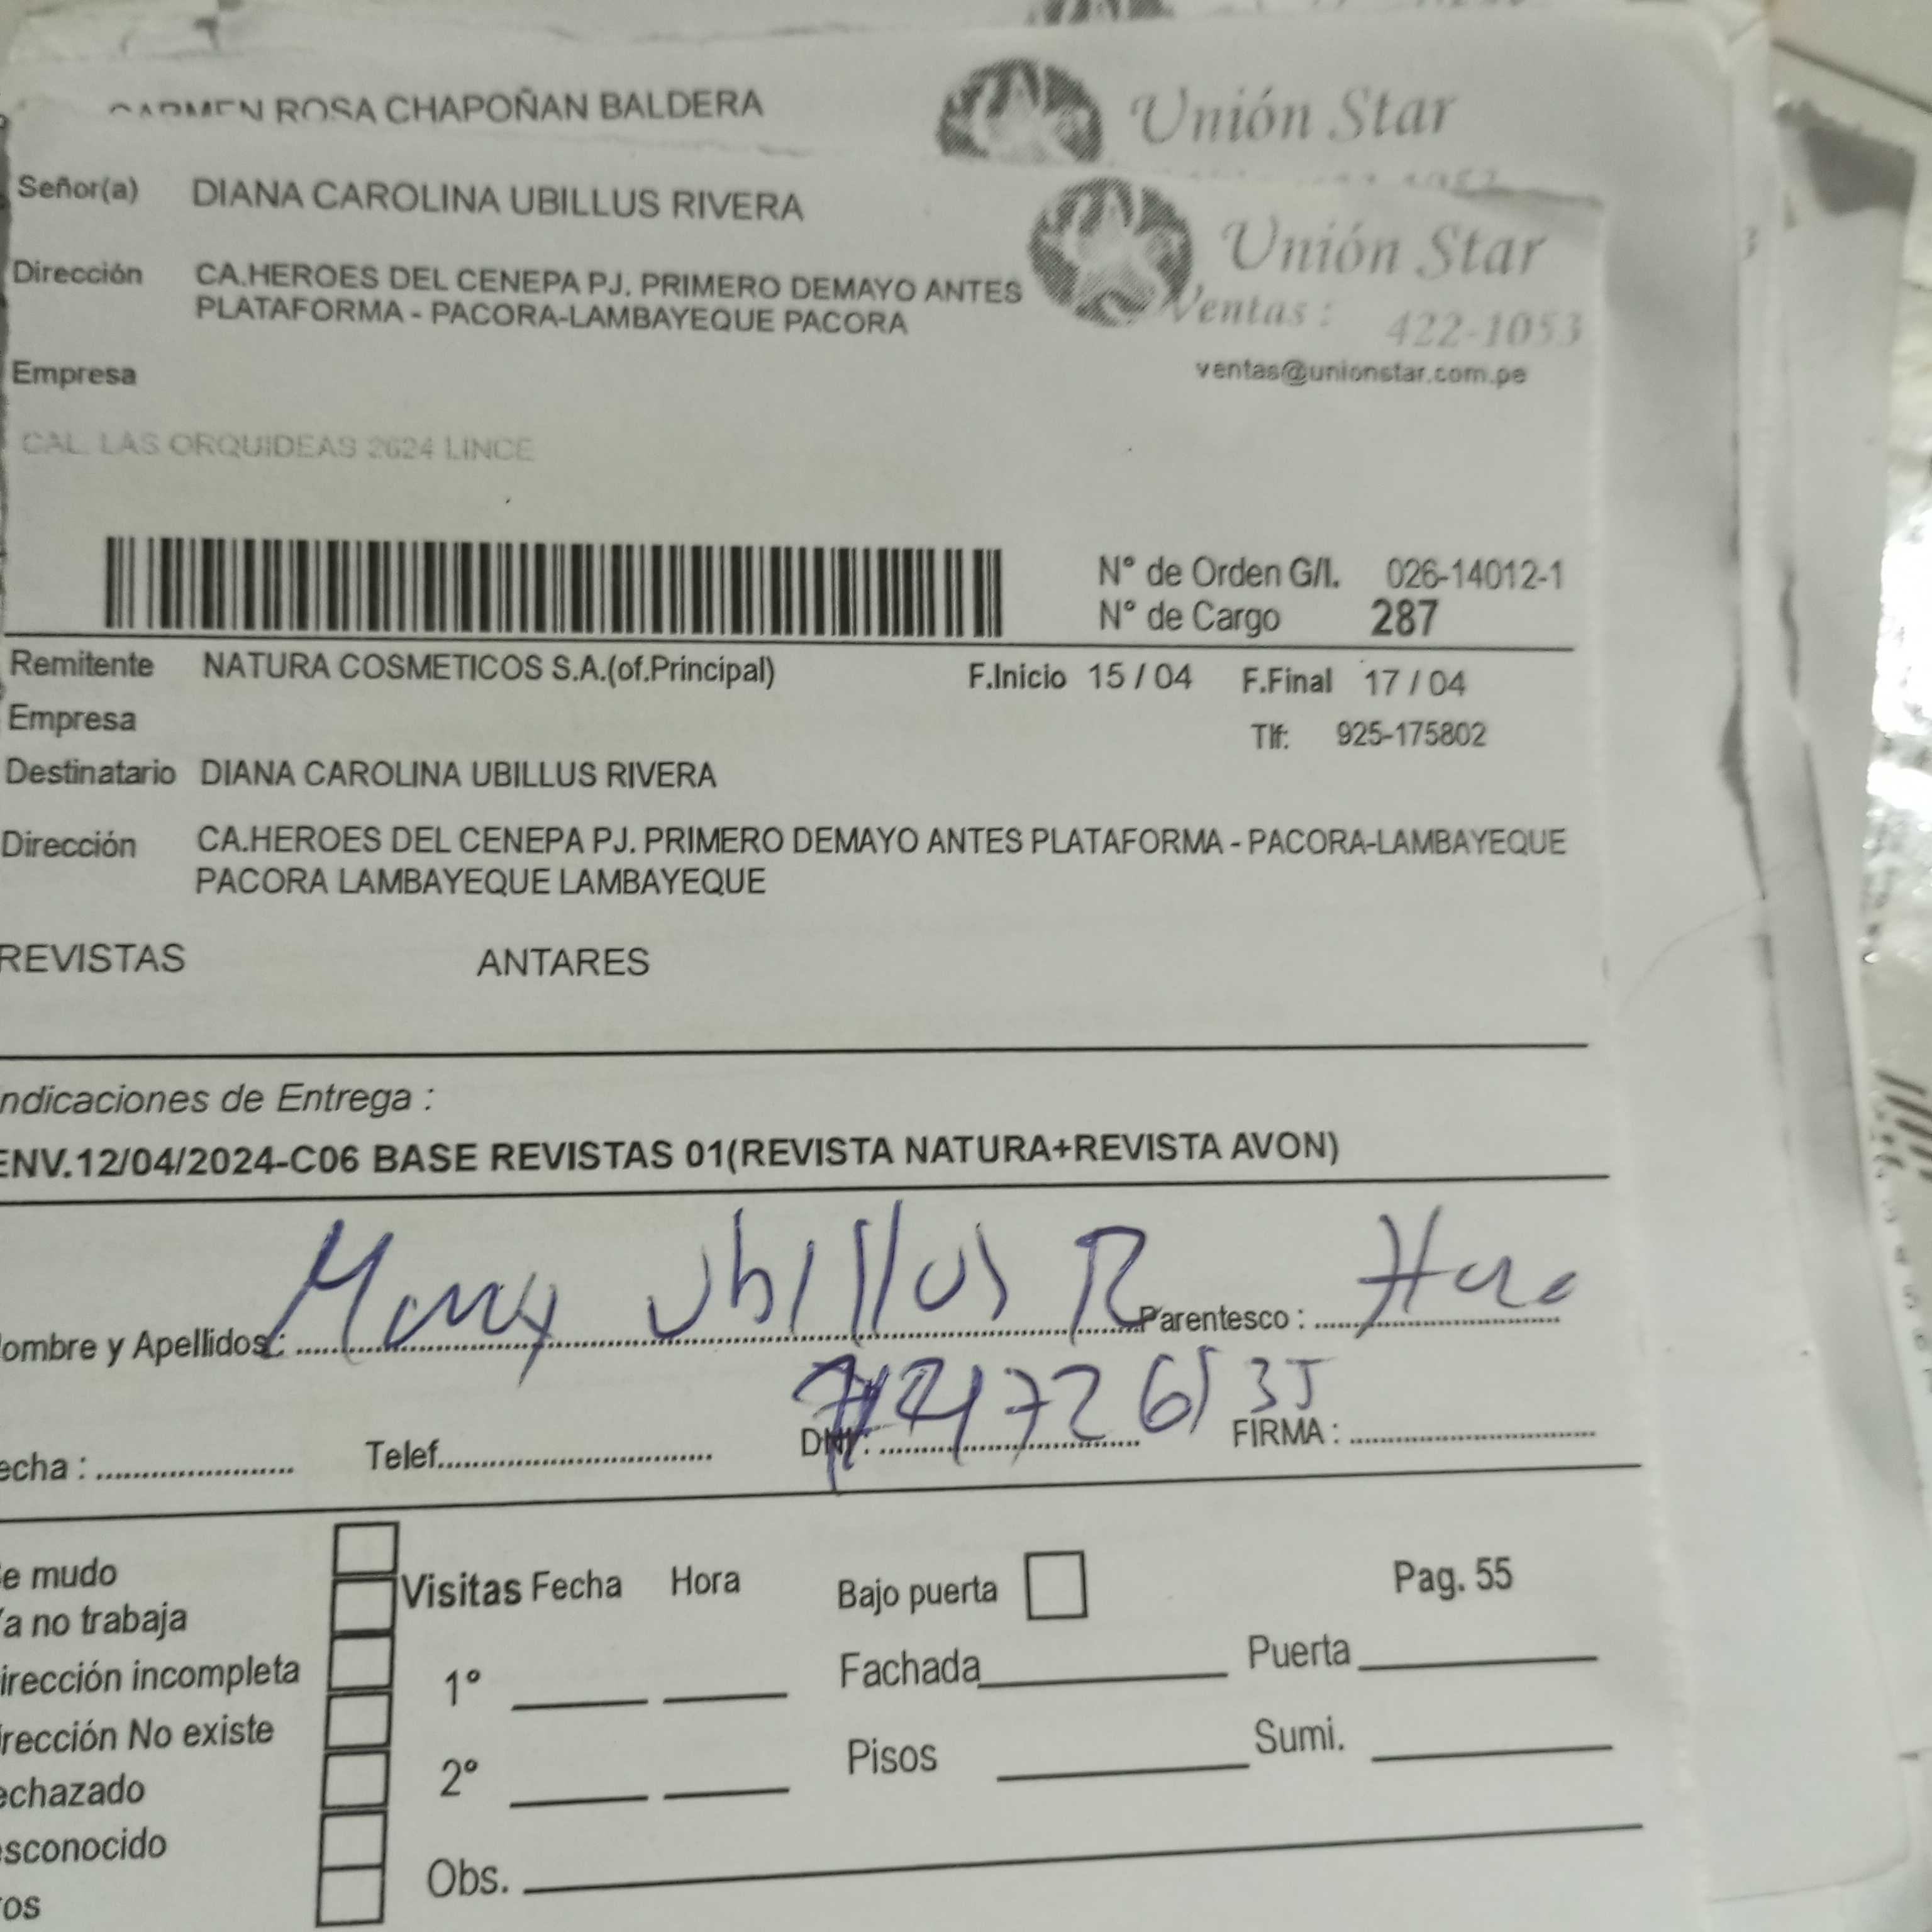 CARMEN ROSA CHAPOÑAN BALDERA
Unión Star
Señor(a) DIANA CAROLINA UBILLUS RIVERA
Unión Star
Dirección CA.HEROES DEL CENEPA PJ. PRIMERO DEMAYO ANTES
PLATAFORMA - PACORA-LAMBAYEQUE PACORA
Ventas : 422-1053
Empresa
ventas@unionstar.com.pe
CAL. LAS ORQUIDEAS 2624 LINCE
N° de Orden G/I. 026-14012-1
N° de Cargo 287
Remitente NATURA COSMETICOS S.A.(of.Principal) F.Inicio 15 / 04 F.Final 17 / 04
Empresa
Tlf: 925-175802
Destinatario DIANA CAROLINA UBILLUS RIVERA
Dirección CA.HEROES DEL CENEPA PJ. PRIMERO DEMAYO ANTES PLATAFORMA - PACORA-LAMBAYEQUE
PACORA LAMBAYEQUE LAMBAYEQUE
REVISTAS ANTARES
ndicaciones de Entrega :
ENV.12/04/2024-C06 BASE REVISTAS 01(REVISTA NATURA+REVISTA AVON)
ombre y Apellidos : Ubillus R Parentesco :
echa : Telef. DNI: FIRMA :
e mudo
a no trabaja
Visitas Fecha Hora Bajo puerta Pag. 55
irección incompleta
1° Fachada Puerta
rección No existe
2° Pisos Sumi.
echazado
sconocido
Obs.
os